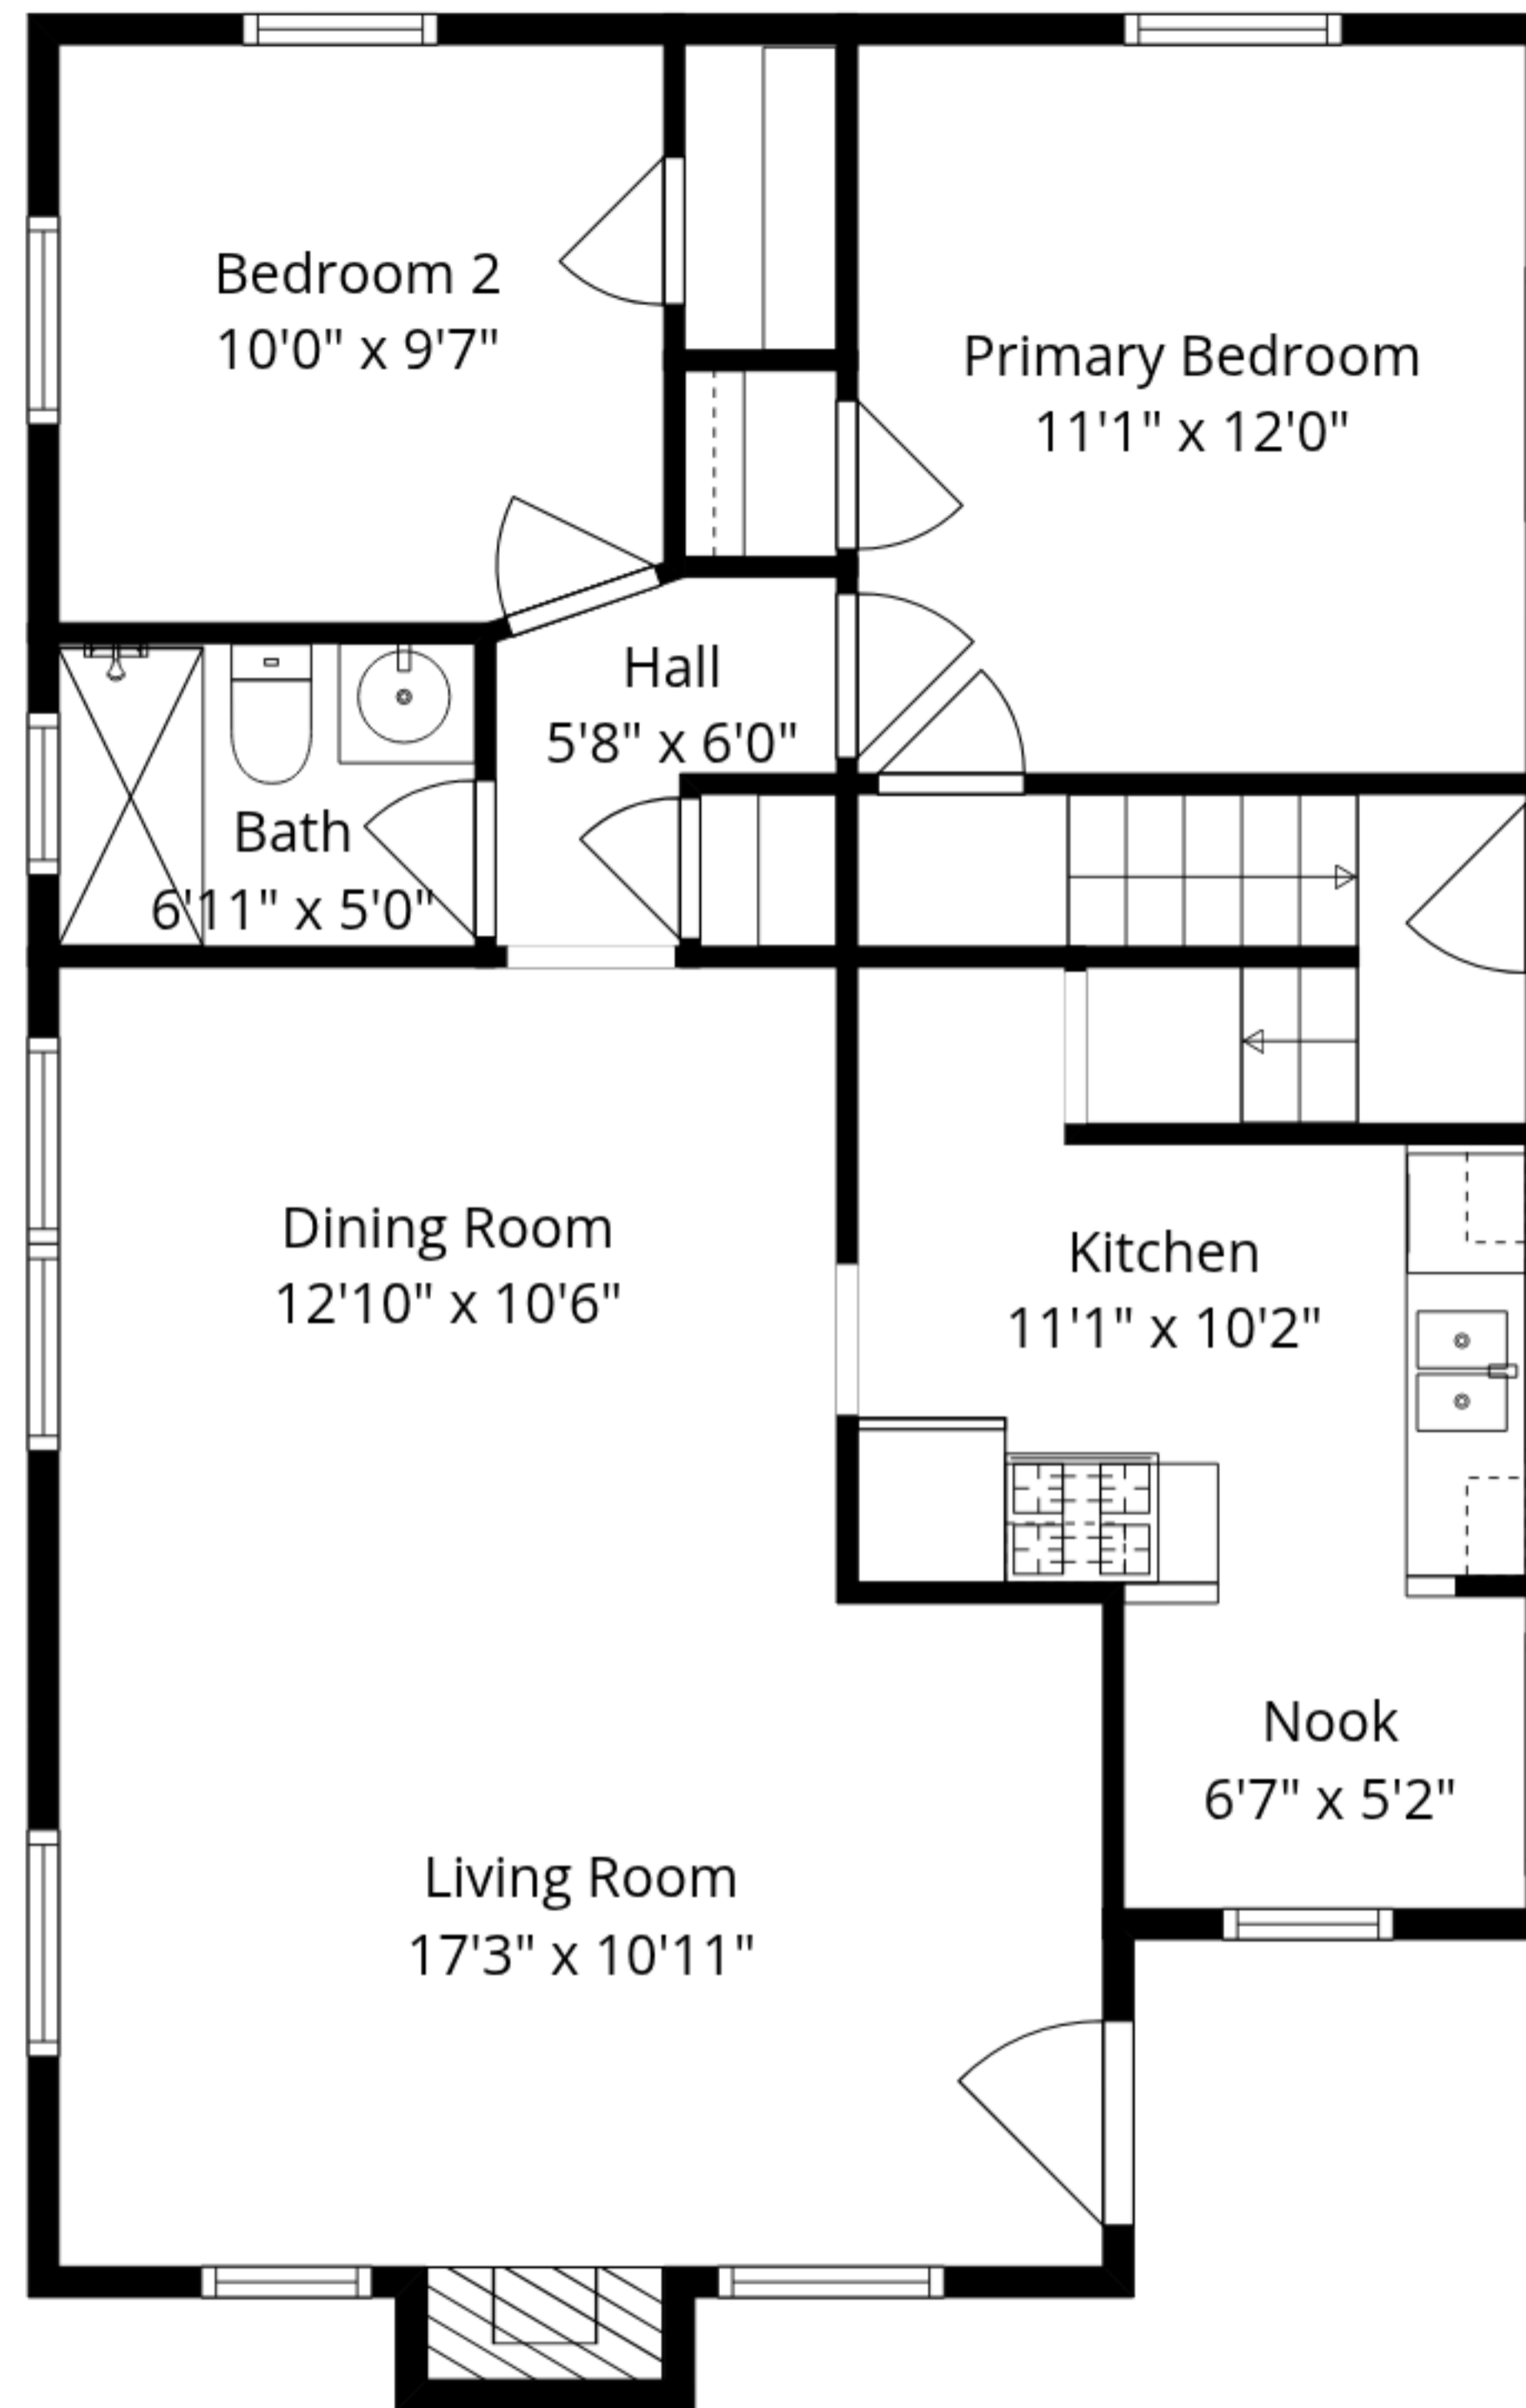 Bedroom 2
10'0" x 9'7"
Primary Bedroom
11'1" x 12'0"
Hall
5'8" x 6'0"
Bath
6'11" x 5'0"
Dining Room
12'10" x 10'6"
Kitchen
11'1" x 10'2"
Nook
6'7" x 5'2"
Living Room
17'3" x 10'11"